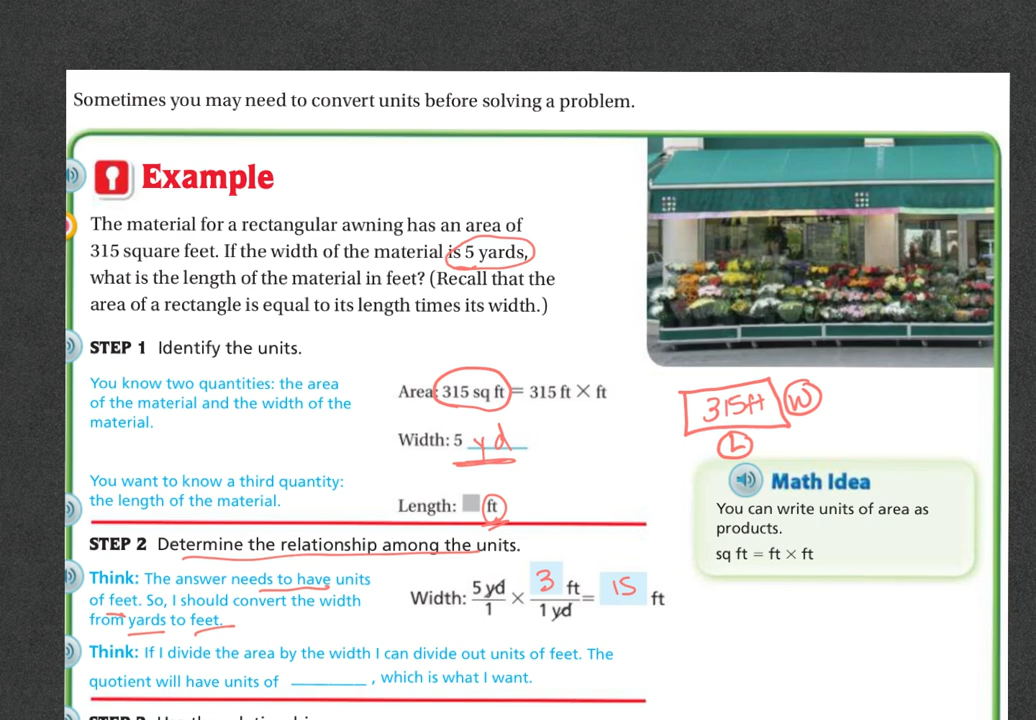 Sometimes you may need to convert units before solving a problem.
Example
The material for a rectangular awning has an area of
315 square feet. If the width of the material is 5 yards,
what is the length of the material in feet? (Recall that the
area of a rectangle is equal to its length times its width.)
STEP 1 Identify the units.
You know two quantities: the area
of the material and the width of the
material.
Area: 315 sq ft = 315 ft × ft
Width: 5 yd
315ft W
L
You want to know a third quantity:
the length of the material.
Length: ft
Math Idea
You can write units of area as
products.
sq ft = ft × ft
STEP 2 Determine the relationship among the units.
Think: The answer needs to have units
of feet. So, I should convert the width
from yards to feet.
Width: 5 yd/1 × 3 ft/1 yd = 15 ft
Think: If I divide the area by the width I can divide out units of feet. The
quotient will have units of ________, which is what I want.